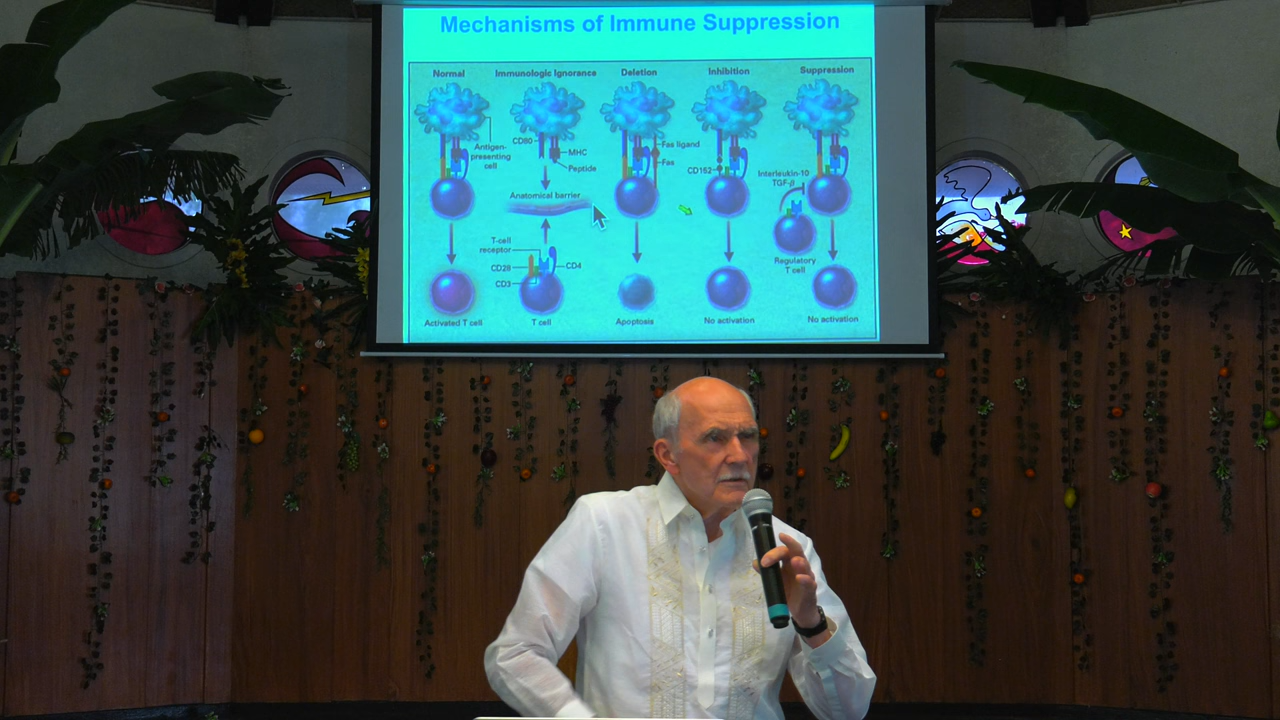 Mechanisms of Immune Suppression
Normal
Immunologic Ignorance
Deletion
Inhibition
Suppression
Antigen-
presenting
cell
CD80
MHC
Peptide
Anatomical barrier
T-cell
receptor
CD28
CD3
CD4
Fas ligand
Fas
CD152
Interleukin-10
TGF-β
Regulatory
T cell
Activated T cell
T cell
Apoptosis
No activation
No activation